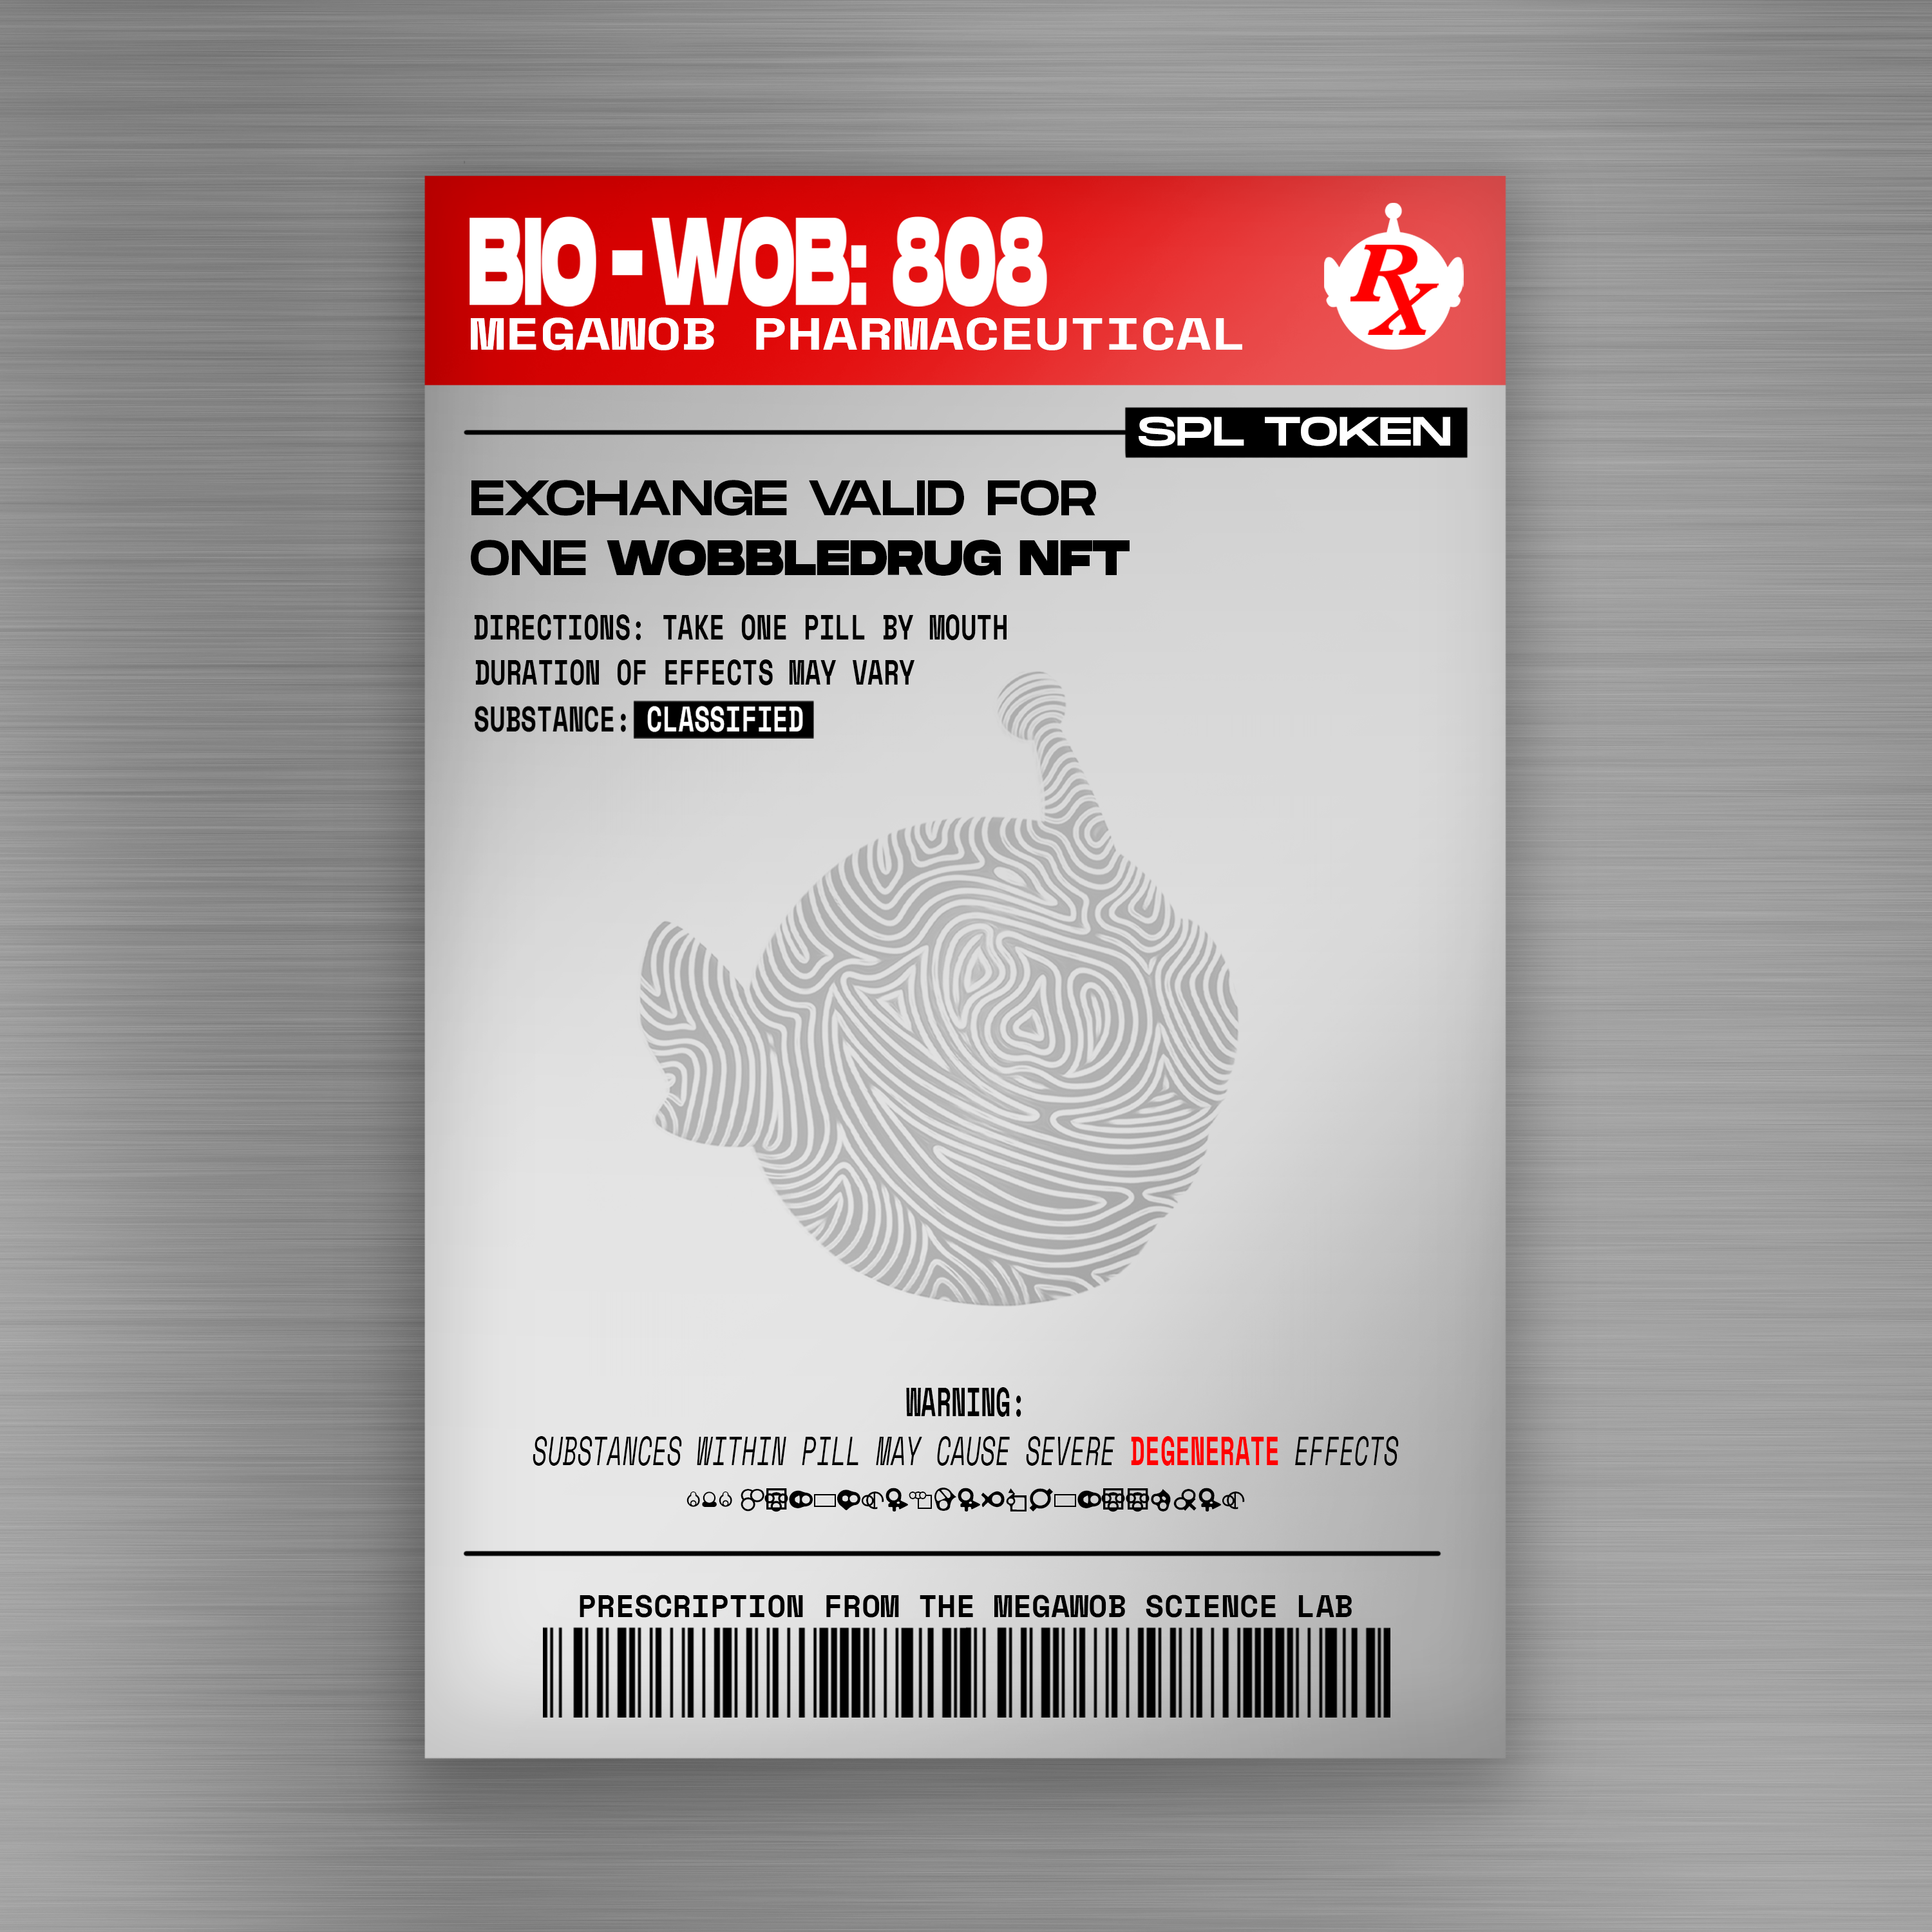 BIO-WOB: 808
MEGAWOB PHARMACEUTICAL
RX
SPL TOKEN
EXCHANGE VALID FOR
ONE WOBBLEDRUG NFT
DIRECTIONS: TAKE ONE PILL BY MOUTH
DURATION OF EFFECTS MAY VARY
SUBSTANCE: CLASSIFIED
WARNING:
SUBSTANCES WITHIN PILL MAY CAUSE SEVERE DEGENERATE EFFECTS
PRESCRIPTION FROM THE MEGAWOB SCIENCE LAB